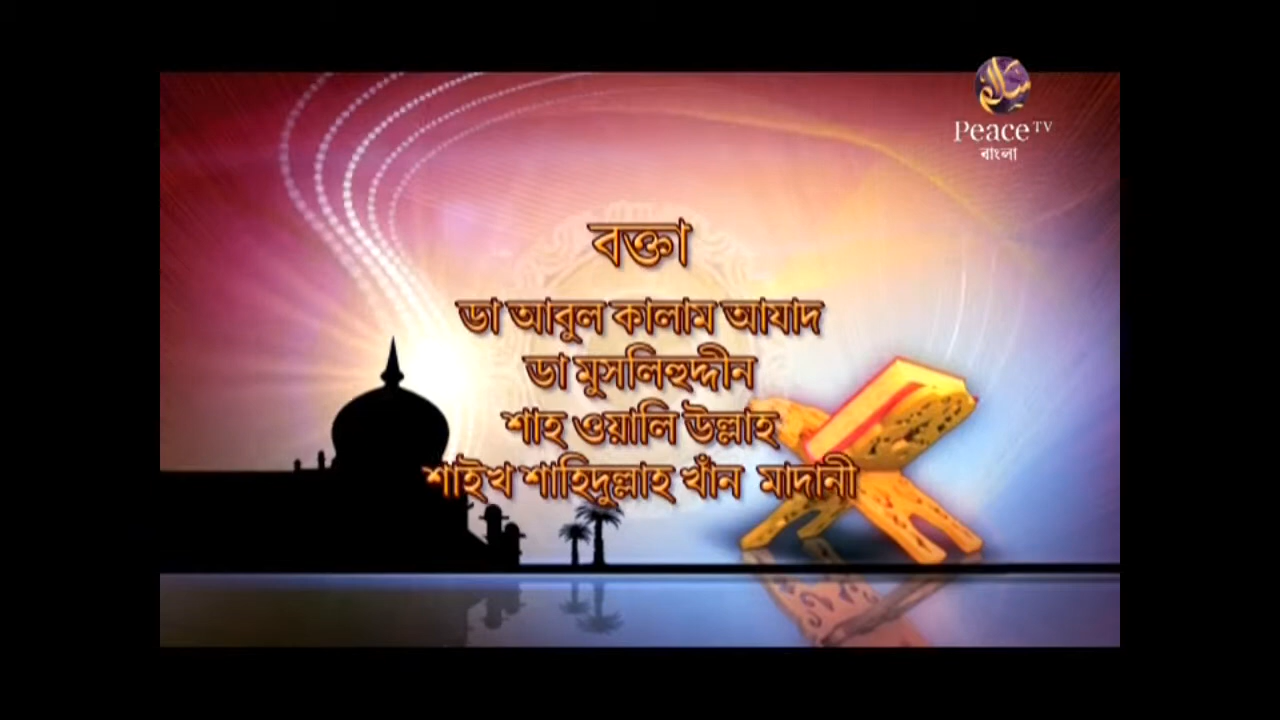 Peace TV
বাংলা
বক্তা
ডা আবুল কালাম আযাদ
ডা মুসলিহুদ্দীন
শাহ ওয়ালি উল্লাহ
শাইখ শাহিদুল্লাহ খাঁন মাদানী